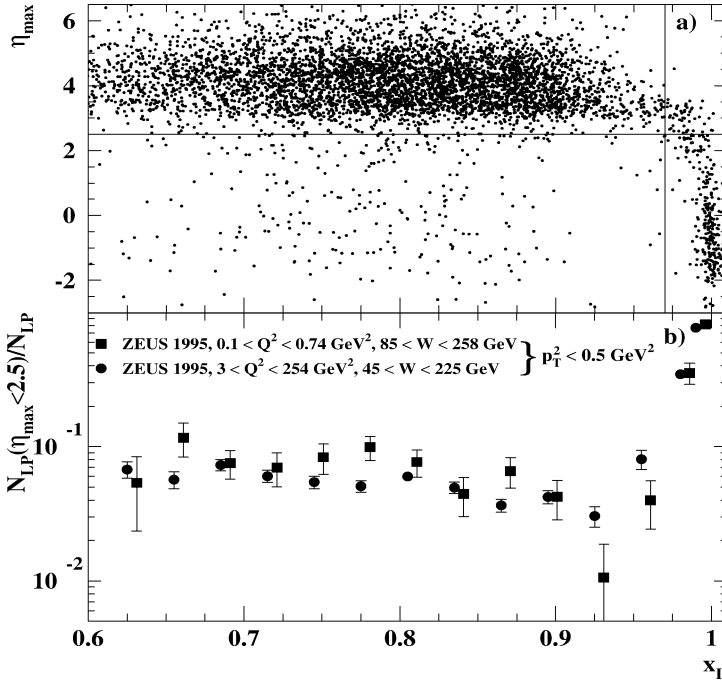 η_max
6
4
2
0
-2
a)
b)
ZEUS 1995, 0.1 < Q² < 0.74 GeV², 85 < W < 258 GeV
ZEUS 1995, 3 < Q² < 254 GeV², 45 < W < 225 GeV
} p_T² < 0.5 GeV²
N_LP(η_max<2.5)/N_LP
10⁻¹
10⁻²
0.6 0.7 0.8 0.9 1